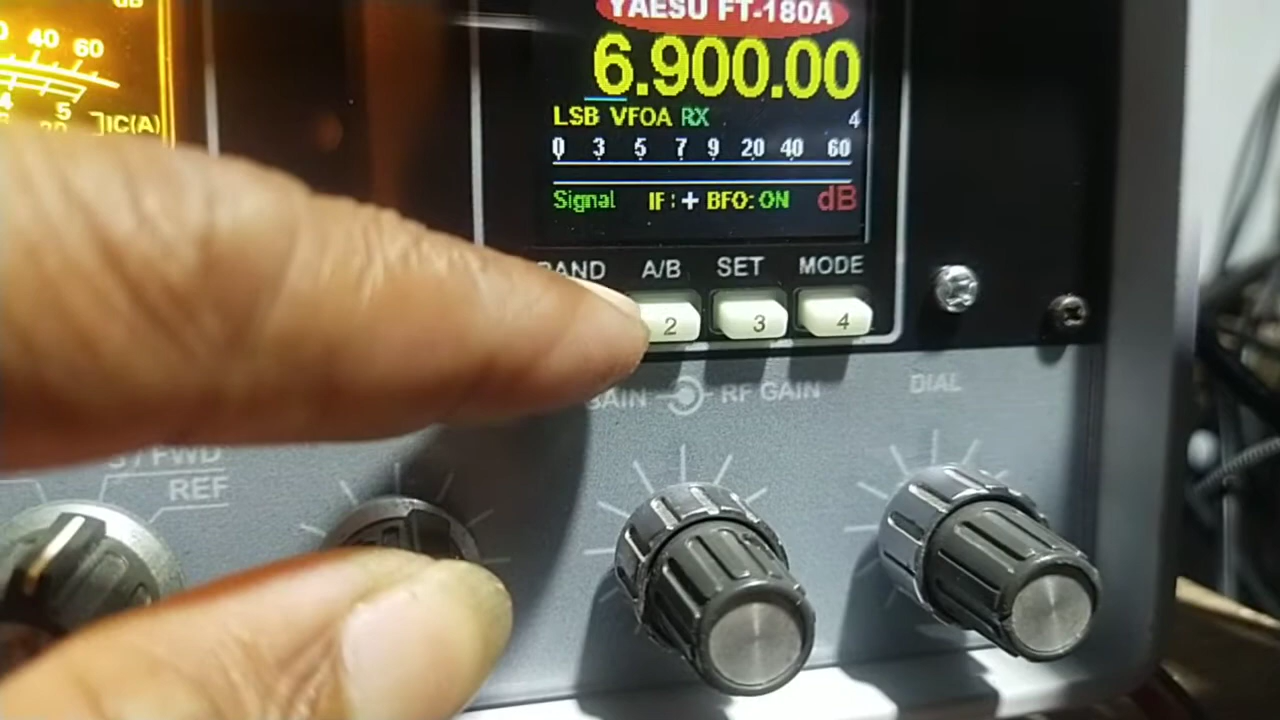 dB
40 60
5
IC(A)
YAESU FT-180A
6.900.00
LSB VFOA RX 4
0 3 5 7 9 20 40 60
Signal IF:+ BFO:ON dB
BAND A/B SET MODE
2 3 4
GAIN RF GAIN DIAL
S/FWD
REF